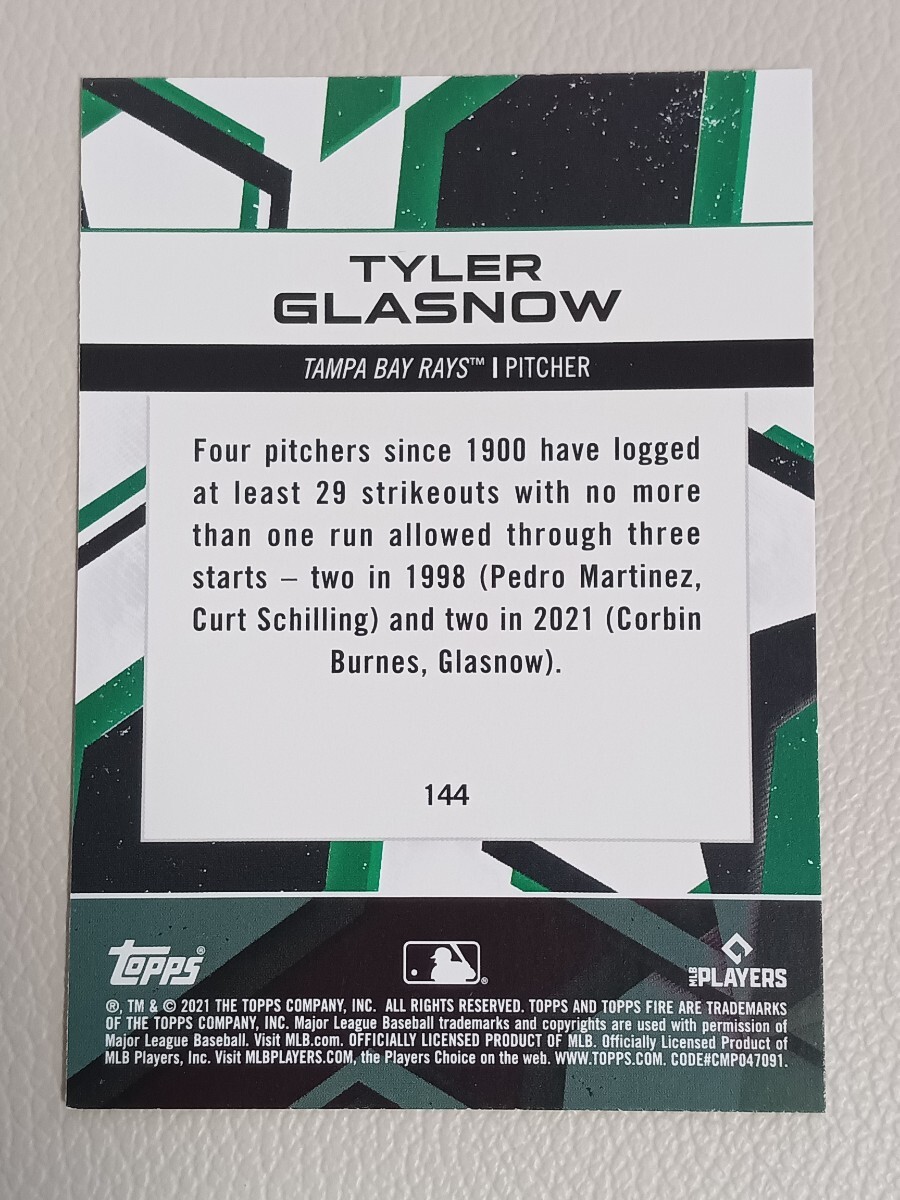 TYLER
GLASNOW
TAMPA BAY RAYS™ | PITCHER
Four pitchers since 1900 have logged
at least 29 strikeouts with no more
than one run allowed through three
starts – two in 1998 (Pedro Martinez,
Curt Schilling) and two in 2021 (Corbin
Burnes, Glasnow).
144
topps®
®
MLB PLAYERS
®, TM & © 2021 THE TOPPS COMPANY, INC. ALL RIGHTS RESERVED. TOPPS AND TOPPS FIRE ARE TRADEMARKS
OF THE TOPPS COMPANY, INC. Major League Baseball trademarks and copyrights are used with permission of
Major League Baseball. Visit MLB.com. OFFICIALLY LICENSED PRODUCT OF MLB. Officially Licensed Product of
MLB Players, Inc. Visit MLBPLAYERS.COM, the Players Choice on the web. WWW.TOPPS.COM. CODE#CMP047091.